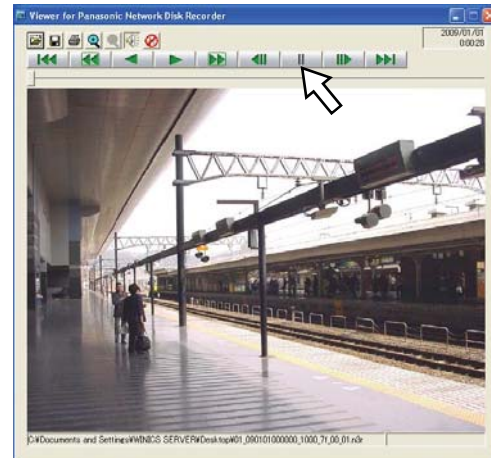 Viewer for Panasonic Network Disk Recorder
2009/01/01
0:00:28
C:¥Documents and Settings¥WINICS SERVER¥Desktop¥01_090101000000_1000_71_00_01.n3r